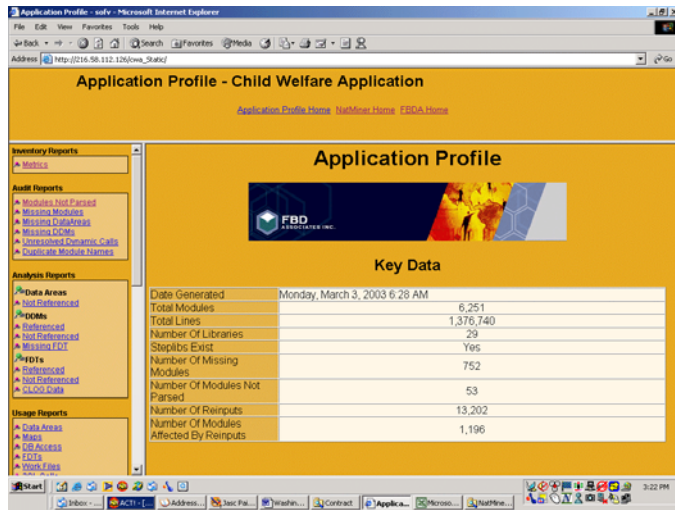 Application Profile - sofv - Microsoft Internet Explorer
File Edit View Favorites Tools Help
Back Search Favorites Media
Address http://216.58.112.126/cwa_Static/ Go
Application Profile - Child Welfare Application
Application Profile Home NatMiner Home FBDA Home
Inventory Reports
Metrics
Audit Reports
Modules Not Parsed
Missing Modules
Missing DataAreas
Missing DDMs
Unresolved Dynamic Calls
Duplicate Module Names
Analysis Reports
Data Areas
Not Referenced
DDMs
Referenced
Not Referenced
Missing FDT
FDTs
Referenced
Not Referenced
CLOG Data
Usage Reports
Data Areas
Maps
DB Access
FDTs
Work Files
Application Profile
FBD
ASSOCIATES INC.
Key Data
Date Generated Monday, March 3, 2003 6:28 AM
Total Modules 6,251
Total Lines 1,376,740
Number Of Libraries 29
Steplibs Exist Yes
Number Of Missing
Modules 752
Number Of Modules Not
Parsed 53
Number Of Reinputs 13,202
Number Of Modules
Affected By Reinputs 1,196
Start 3:22 PM
Inbox - ... ACT! - [... Address... Jasc Pai... Washin... Contract Applica... Microso... NatMine...